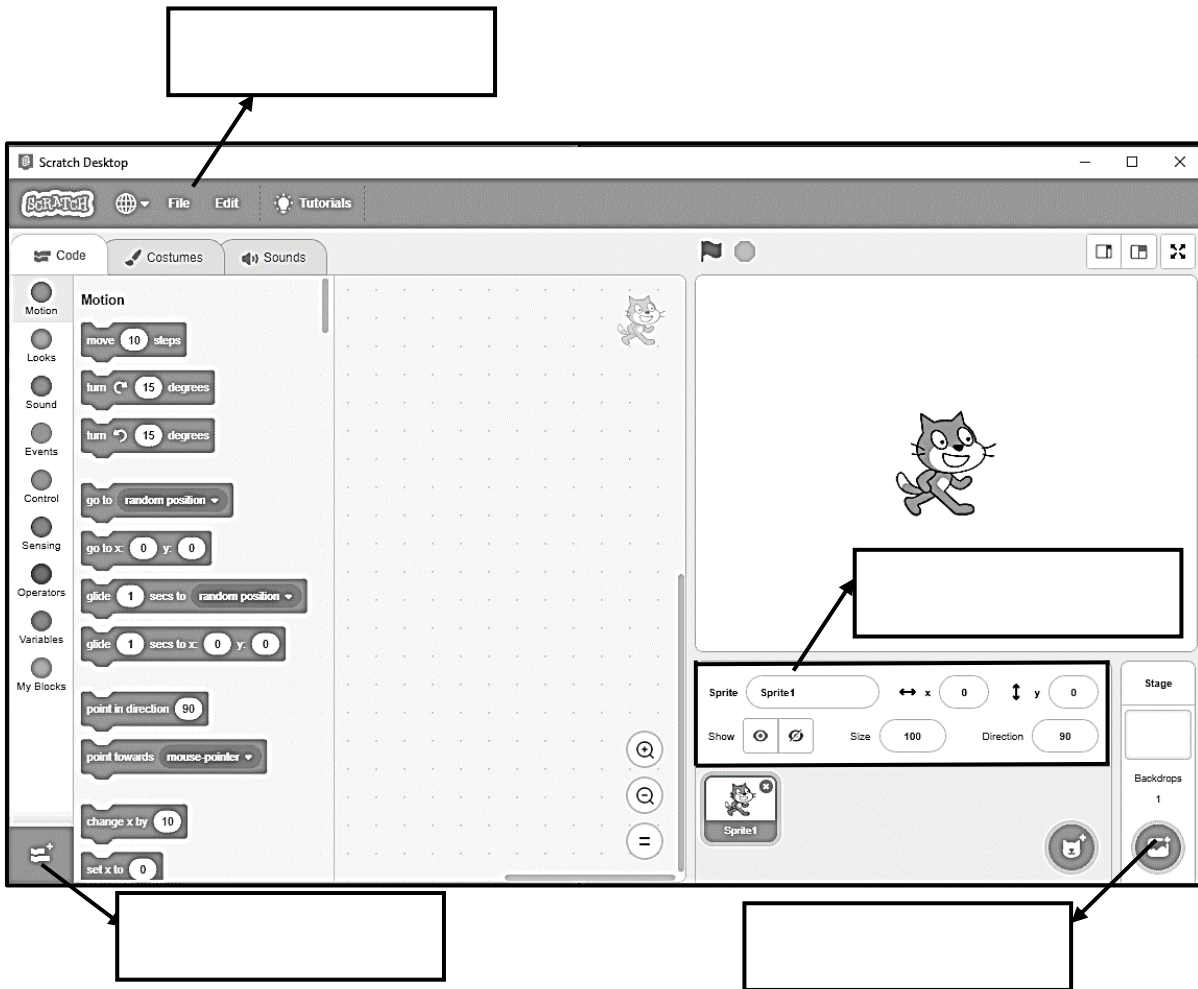 Scratch Desktop
SCRATCH File Edit Tutorials
Code Costumes Sounds
Motion
Looks
Sound
Events
Control
Sensing
Operators
Variables
My Blocks
Motion
move 10 steps
turn 15 degrees
turn 15 degrees
go to random position
go to x: 0 y: 0
glide 1 secs to random position
glide 1 secs to x: 0 y: 0
point in direction 90
point towards mouse-pointer
change x by 10
set x to 0
Sprite Sprite1 x 0 y 0
Show Size 100 Direction 90
Sprite1
Stage
Backdrops
1